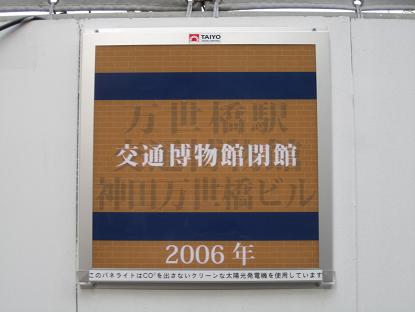 TAIYO
万世橋駅
交通博物館閉館
神田万世橋ビル
2006年
このパネライトはCO²を出さないクリーンな太陽光発電機を使用しています